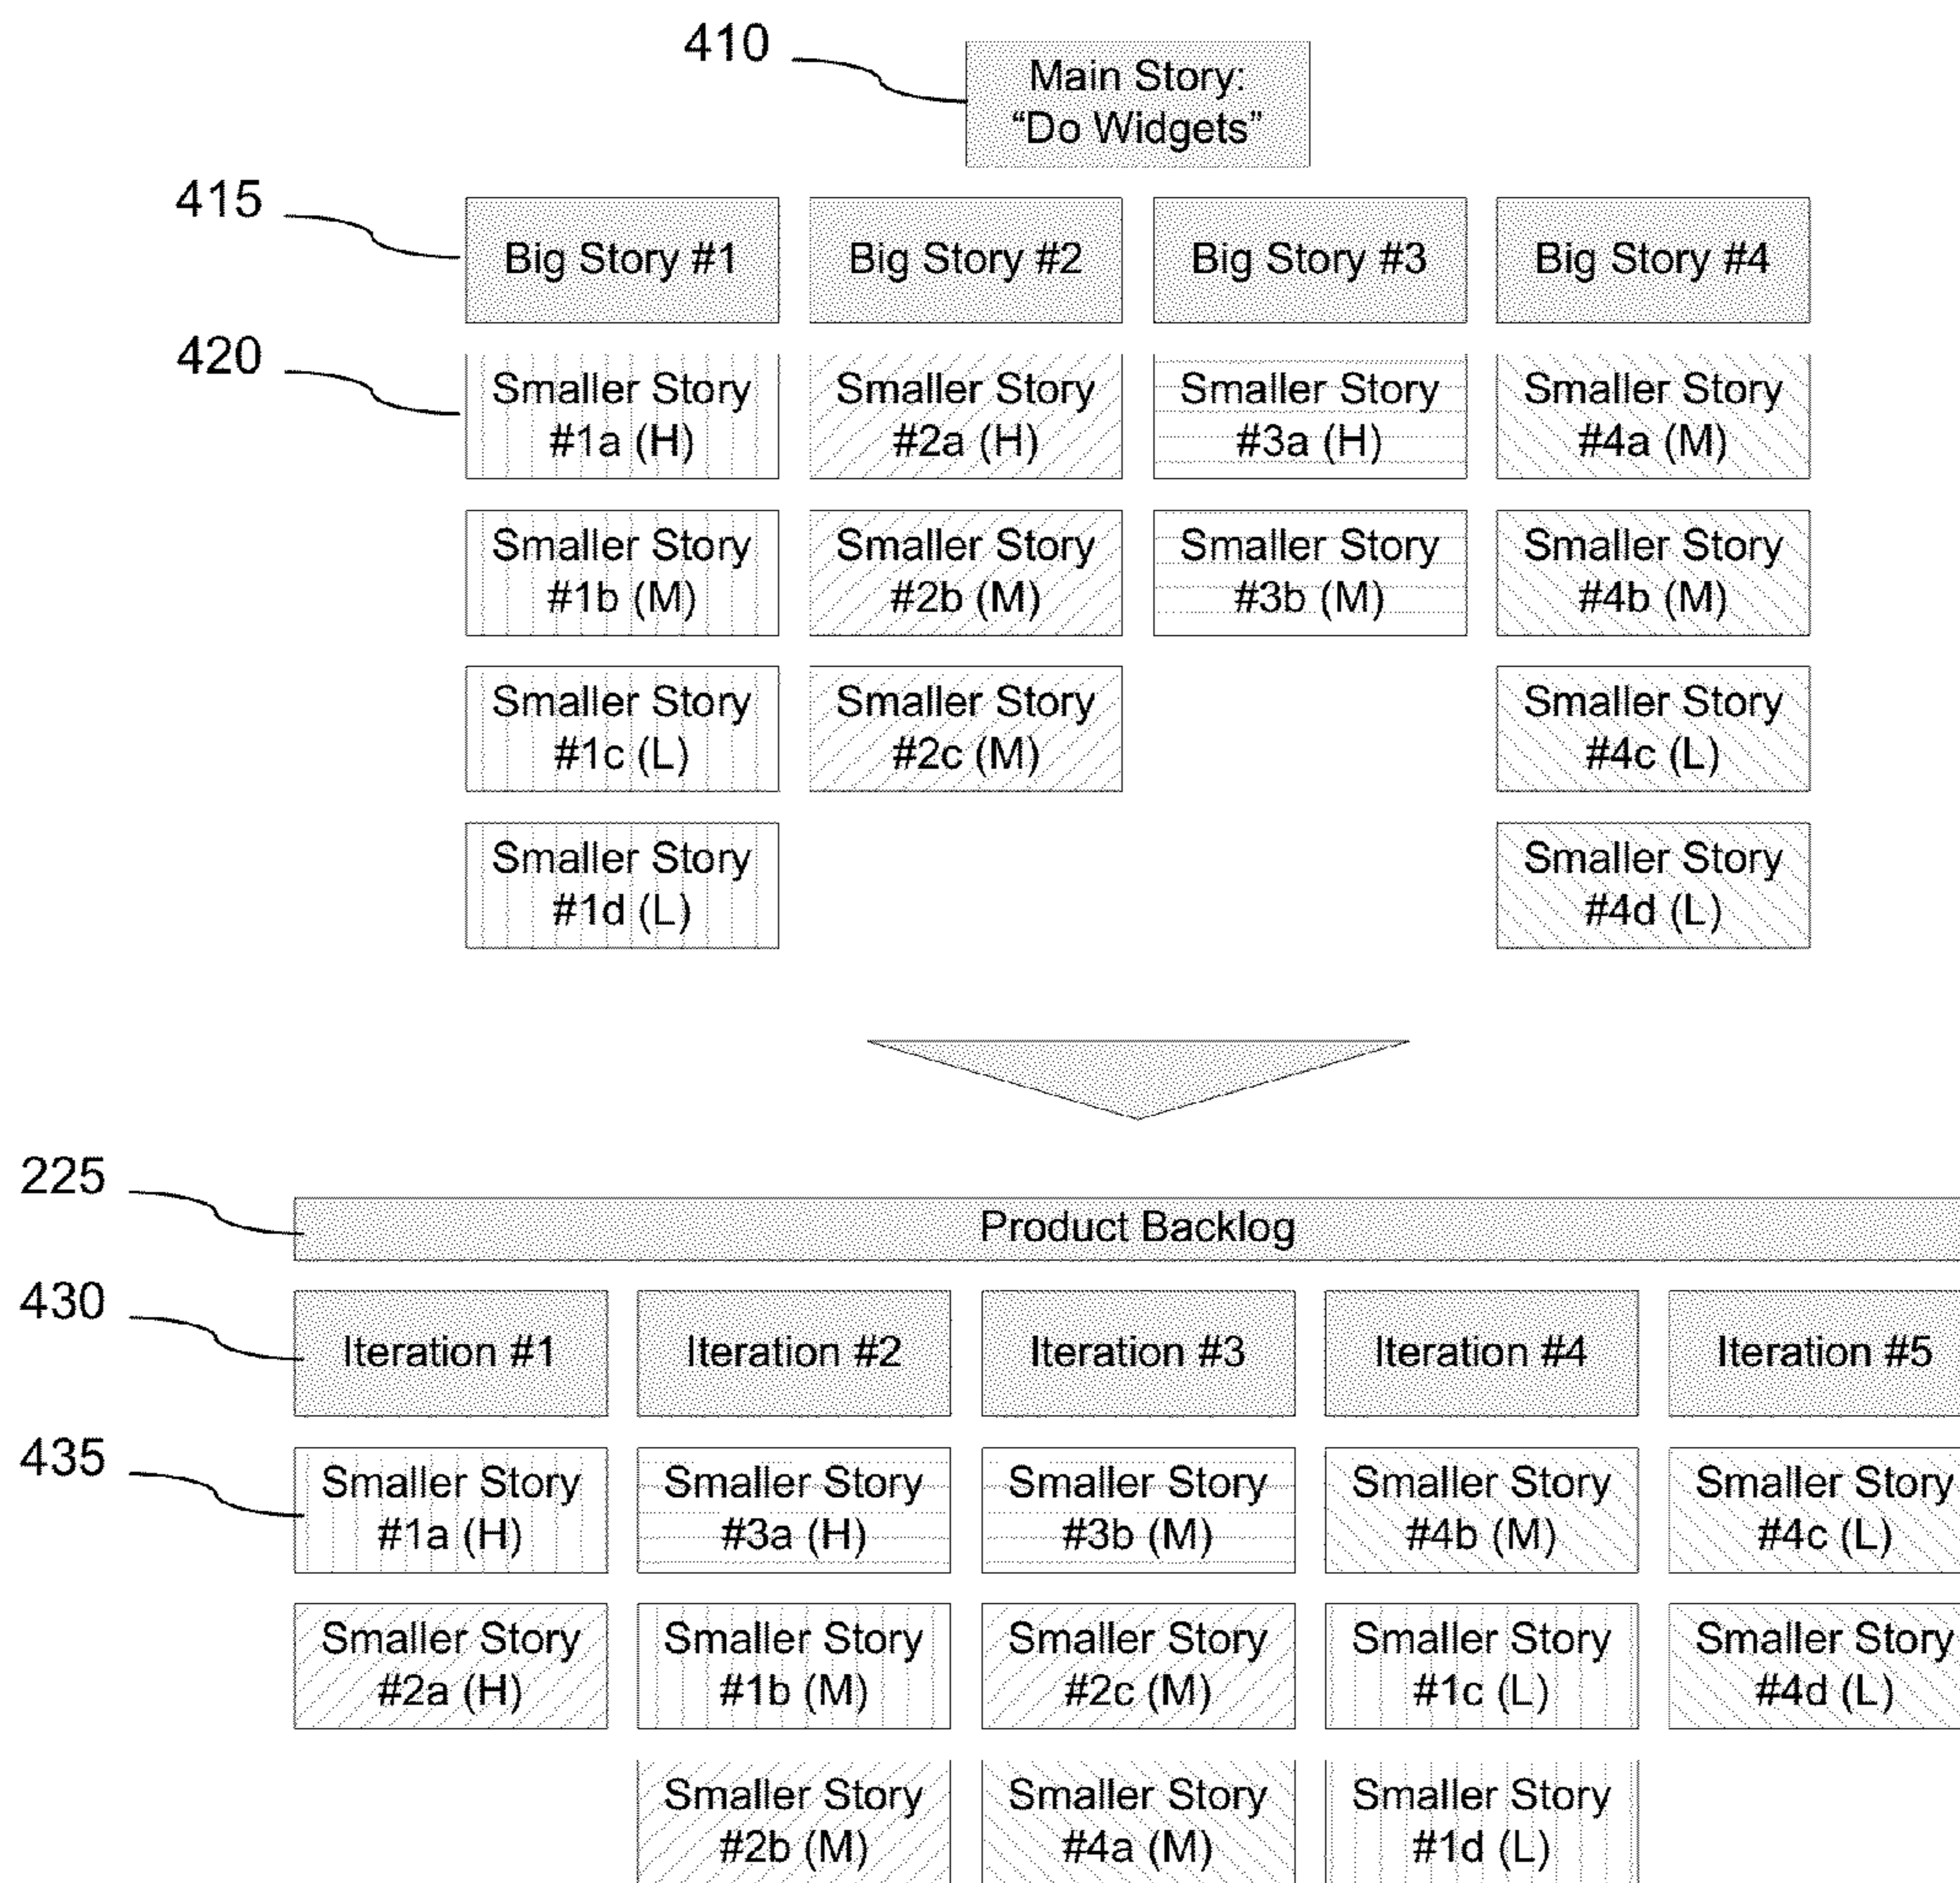 410
Main Story:
“Do Widgets”
415
Big Story #1
Big Story #2
Big Story #3
Big Story #4
420
Smaller Story
#1a (H)
Smaller Story
#2a (H)
Smaller Story
#3a (H)
Smaller Story
#4a (M)
Smaller Story
#1b (M)
Smaller Story
#2b (M)
Smaller Story
#3b (M)
Smaller Story
#4b (M)
Smaller Story
#1c (L)
Smaller Story
#2c (M)
Smaller Story
#4c (L)
Smaller Story
#1d (L)
Smaller Story
#4d (L)
225
Product Backlog
430
Iteration #1
Iteration #2
Iteration #3
Iteration #4
Iteration #5
435
Smaller Story
#1a (H)
Smaller Story
#3a (H)
Smaller Story
#3b (M)
Smaller Story
#4b (M)
Smaller Story
#4c (L)
Smaller Story
#2a (H)
Smaller Story
#1b (M)
Smaller Story
#2c (M)
Smaller Story
#1c (L)
Smaller Story
#4d (L)
Smaller Story
#2b (M)
Smaller Story
#4a (M)
Smaller Story
#1d (L)